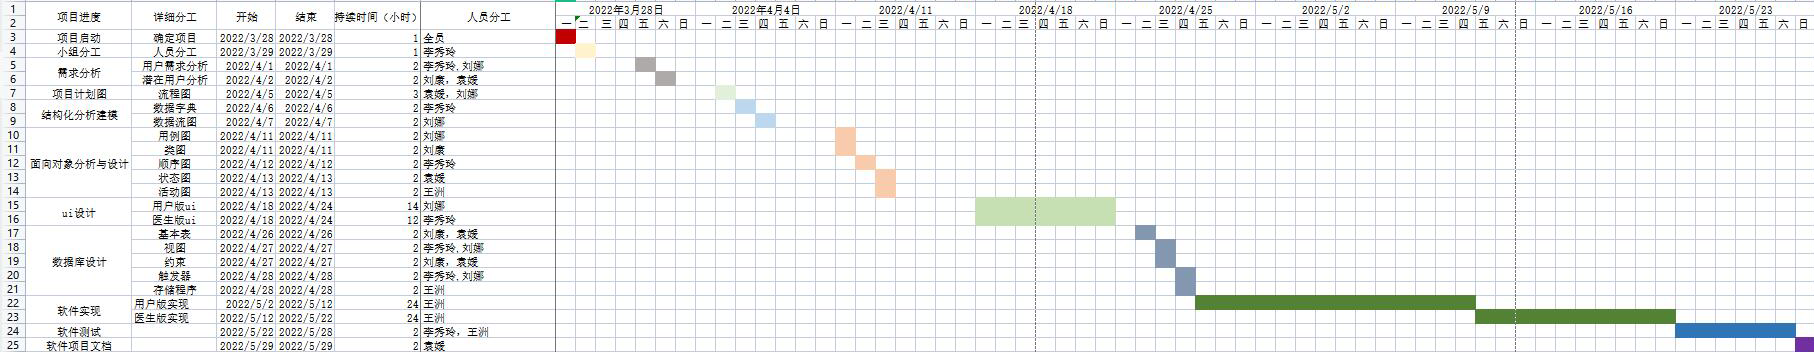 1 项目进度 详细分工 开始 结束 持续时间（小时） 人员分工 2022年3月28日 2022年4月4日 2022/4/11 2022/4/18 2022/4/25 2022/5/2 2022/5/9 2022/5/16 2022/5/23
2 一 二 三 四 五 六 日 一 二 三 四 五 六 日 一 二 三 四 五 六 日 一 二 三 四 五 六 日 一 二 三 四 五 六 日 一 二 三 四 五 六 日 一 二 三 四 五 六 日 一 二 三 四 五 六 日 一 二 三 四 五 六 日
3 项目启动 确定项目 2022/3/28 2022/3/28 1 全员
4 小组分工 人员分工 2022/3/29 2022/3/29 1 李秀玲
5 需求分析 用户需求分析 2022/4/1 2022/4/1 2 李秀玲,刘娜
6 潜在用户分析 2022/4/2 2022/4/2 2 刘康，袁媛
7 项目计划图 流程图 2022/4/5 2022/4/5 3 袁媛，刘娜
8 结构化分析建模 数据字典 2022/4/6 2022/4/6 2 李秀玲
9 数据流图 2022/4/7 2022/4/7 2 刘娜
10 面向对象分析与设计 用例图 2022/4/11 2022/4/11 2 刘娜
11 类图 2022/4/11 2022/4/11 2 刘康
12 顺序图 2022/4/12 2022/4/12 2 李秀玲
13 状态图 2022/4/13 2022/4/13 2 袁媛
14 活动图 2022/4/13 2022/4/13 2 王洲
15 ui设计 用户版ui 2022/4/18 2022/4/24 14 刘娜
16 医生版ui 2022/4/18 2022/4/24 12 李秀玲
17 数据库设计 基本表 2022/4/26 2022/4/26 2 刘康，袁媛
18 视图 2022/4/27 2022/4/27 2 李秀玲,刘娜
19 约束 2022/4/27 2022/4/27 2 刘康，袁媛
20 触发器 2022/4/28 2022/4/28 2 李秀玲,刘娜
21 存储程序 2022/4/28 2022/4/28 2 王洲
22 软件实现 用户版实现 2022/5/2 2022/5/12 24 王洲
23 医生版实现 2022/5/12 2022/5/22 24 王洲
24 软件测试 2022/5/22 2022/5/28 2 李秀玲，王洲
25 软件项目文档 2022/5/29 2022/5/29 2 袁媛